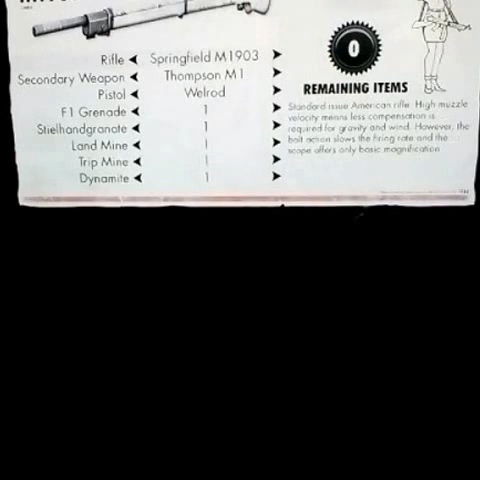 Rifle Springfield M1903
Secondary Weapon Thompson M1
Pistol Welrod
F1 Grenade 1
Stielhandgranate 1
Land Mine 1
Trip Mine 1
Dynamite 1
0
REMAINING ITEMS
Standard issue American rifle. High muzzle
velocity means less compensation is
required for gravity and wind. However, the
bolt action slows the firing rate and the
scope offers only basic magnification